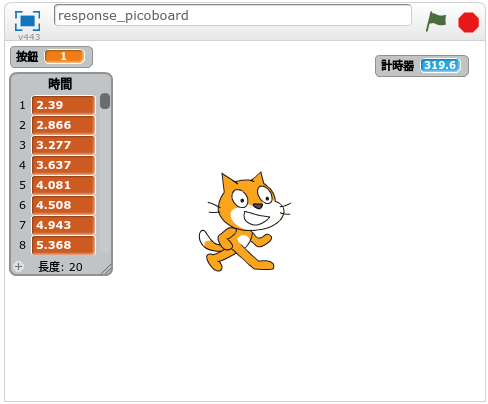 response_picoboard
v443
按鈕 1
計時器 319.6
時間
1 2.39
2 2.866
3 3.277
4 3.637
5 4.081
6 4.508
7 4.943
8 5.368
+ 長度: 20